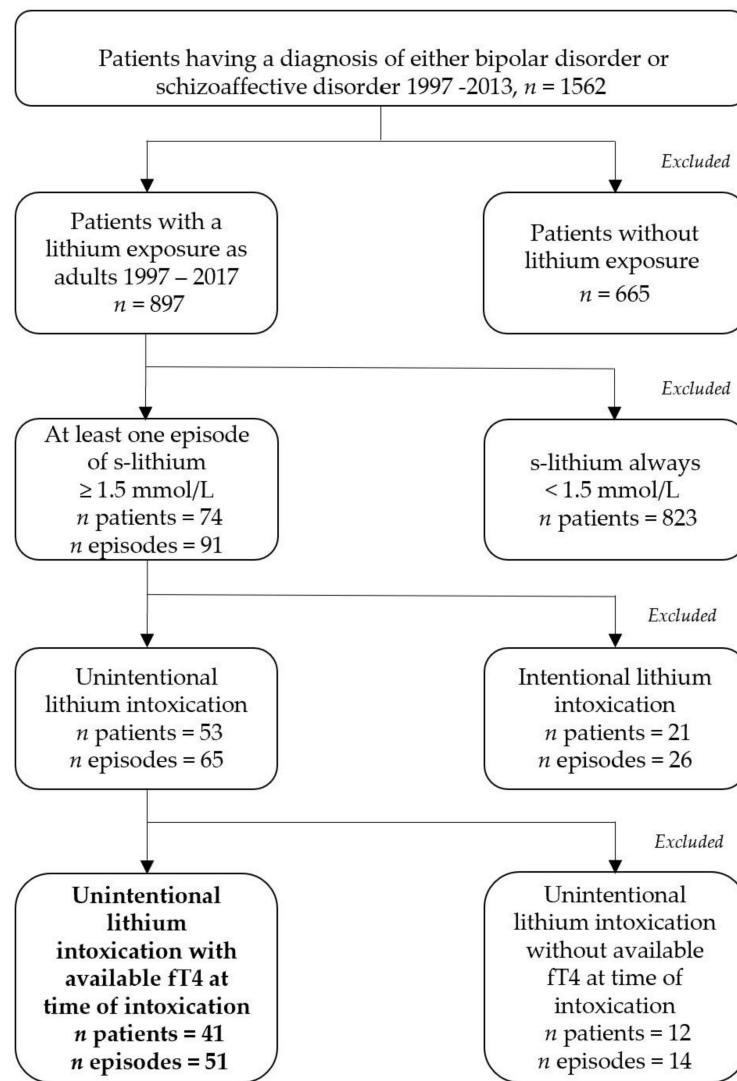 Patients having a diagnosis of either bipolar disorder or
schizoaffective disorder 1997 -2013, n = 1562
Excluded
Patients with a
lithium exposure as
adults 1997 – 2017
n = 897
Patients without
lithium exposure
n = 665
Excluded
At least one episode
of s-lithium
≥ 1.5 mmol/L
n patients = 74
n episodes = 91
s-lithium always
< 1.5 mmol/L
n patients = 823
Excluded
Unintentional
lithium intoxication
n patients = 53
n episodes = 65
Intentional lithium
intoxication
n patients = 21
n episodes = 26
Excluded
Unintentional
lithium
intoxication with
available fT4 at
time of intoxication
n patients = 41
n episodes = 51
Unintentional
lithium intoxication
without available
fT4 at time of
intoxication
n patients = 12
n episodes = 14